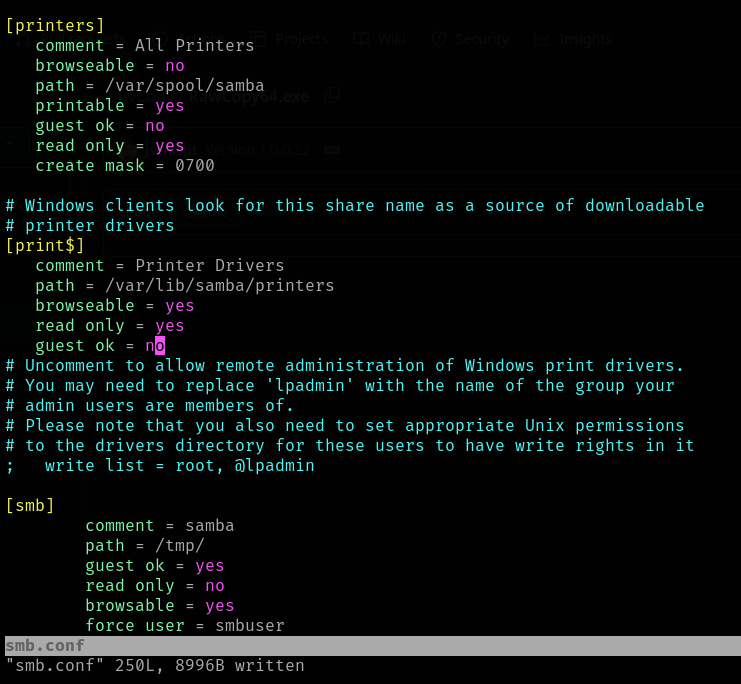 [printers]
   comment = All Printers
   browseable = no
   path = /var/spool/samba
   printable = yes
   guest ok = no
   read only = yes
   create mask = 0700

# Windows clients look for this share name as a source of downloadable
# printer drivers
[print$]
   comment = Printer Drivers
   path = /var/lib/samba/printers
   browseable = yes
   read only = yes
   guest ok = no
# Uncomment to allow remote administration of Windows print drivers.
# You may need to replace 'lpadmin' with the name of the group your
# admin users are members of.
# Please note that you also need to set appropriate Unix permissions
# to the drivers directory for these users to have write rights in it
;   write list = root, @lpadmin

[smb]
        comment = samba
        path = /tmp/
        guest ok = yes
        read only = no
        browsable = yes
        force user = smbuser
smb.conf
"smb.conf" 250L, 8996B written
Projects
Wiki
Security
Insights
RawCopy64.exe